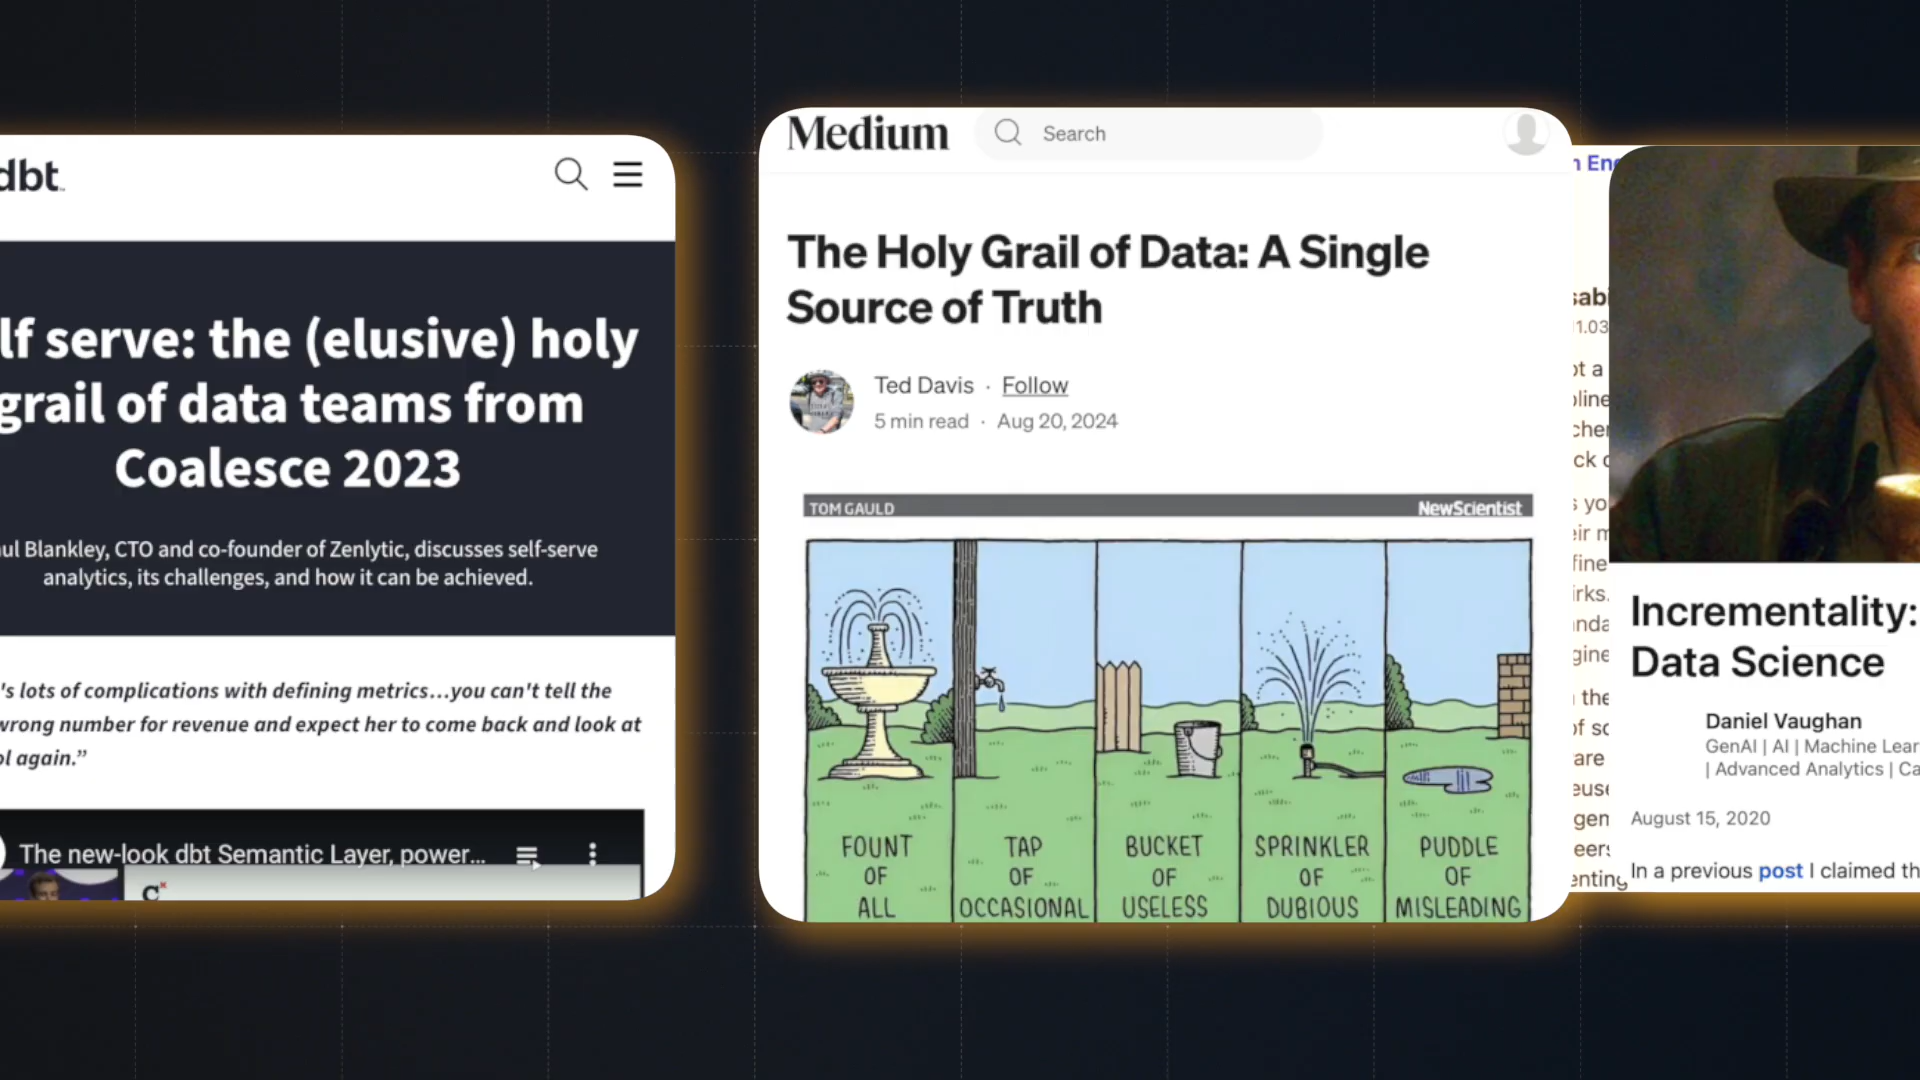 dbt
lf serve: the (elusive) holy
grail of data teams from
Coalesce 2023
ul Blankley, CTO and co-founder of Zenlytic, discusses self-serve
analytics, its challenges, and how it can be achieved.
's lots of complications with defining metrics...you can't tell the
wrong number for revenue and expect her to come back and look at
ol again.”
The new-look dbt Semantic Layer, power...
Medium
Search
The Holy Grail of Data: A Single
Source of Truth
Ted Davis · Follow
5 min read · Aug 20, 2024
TOM GAULD
NewScientist
FOUNT
OF
ALL
TAP
OF
OCCASIONAL
BUCKET
OF
USELESS
SPRINKLER
OF
DUBIOUS
PUDDLE
OF
MISLEADING
Incrementality:
Data Science
Daniel Vaughan
GenAI | AI | Machine Lear
| Advanced Analytics | Ca
August 15, 2020
In a previous post I claimed th